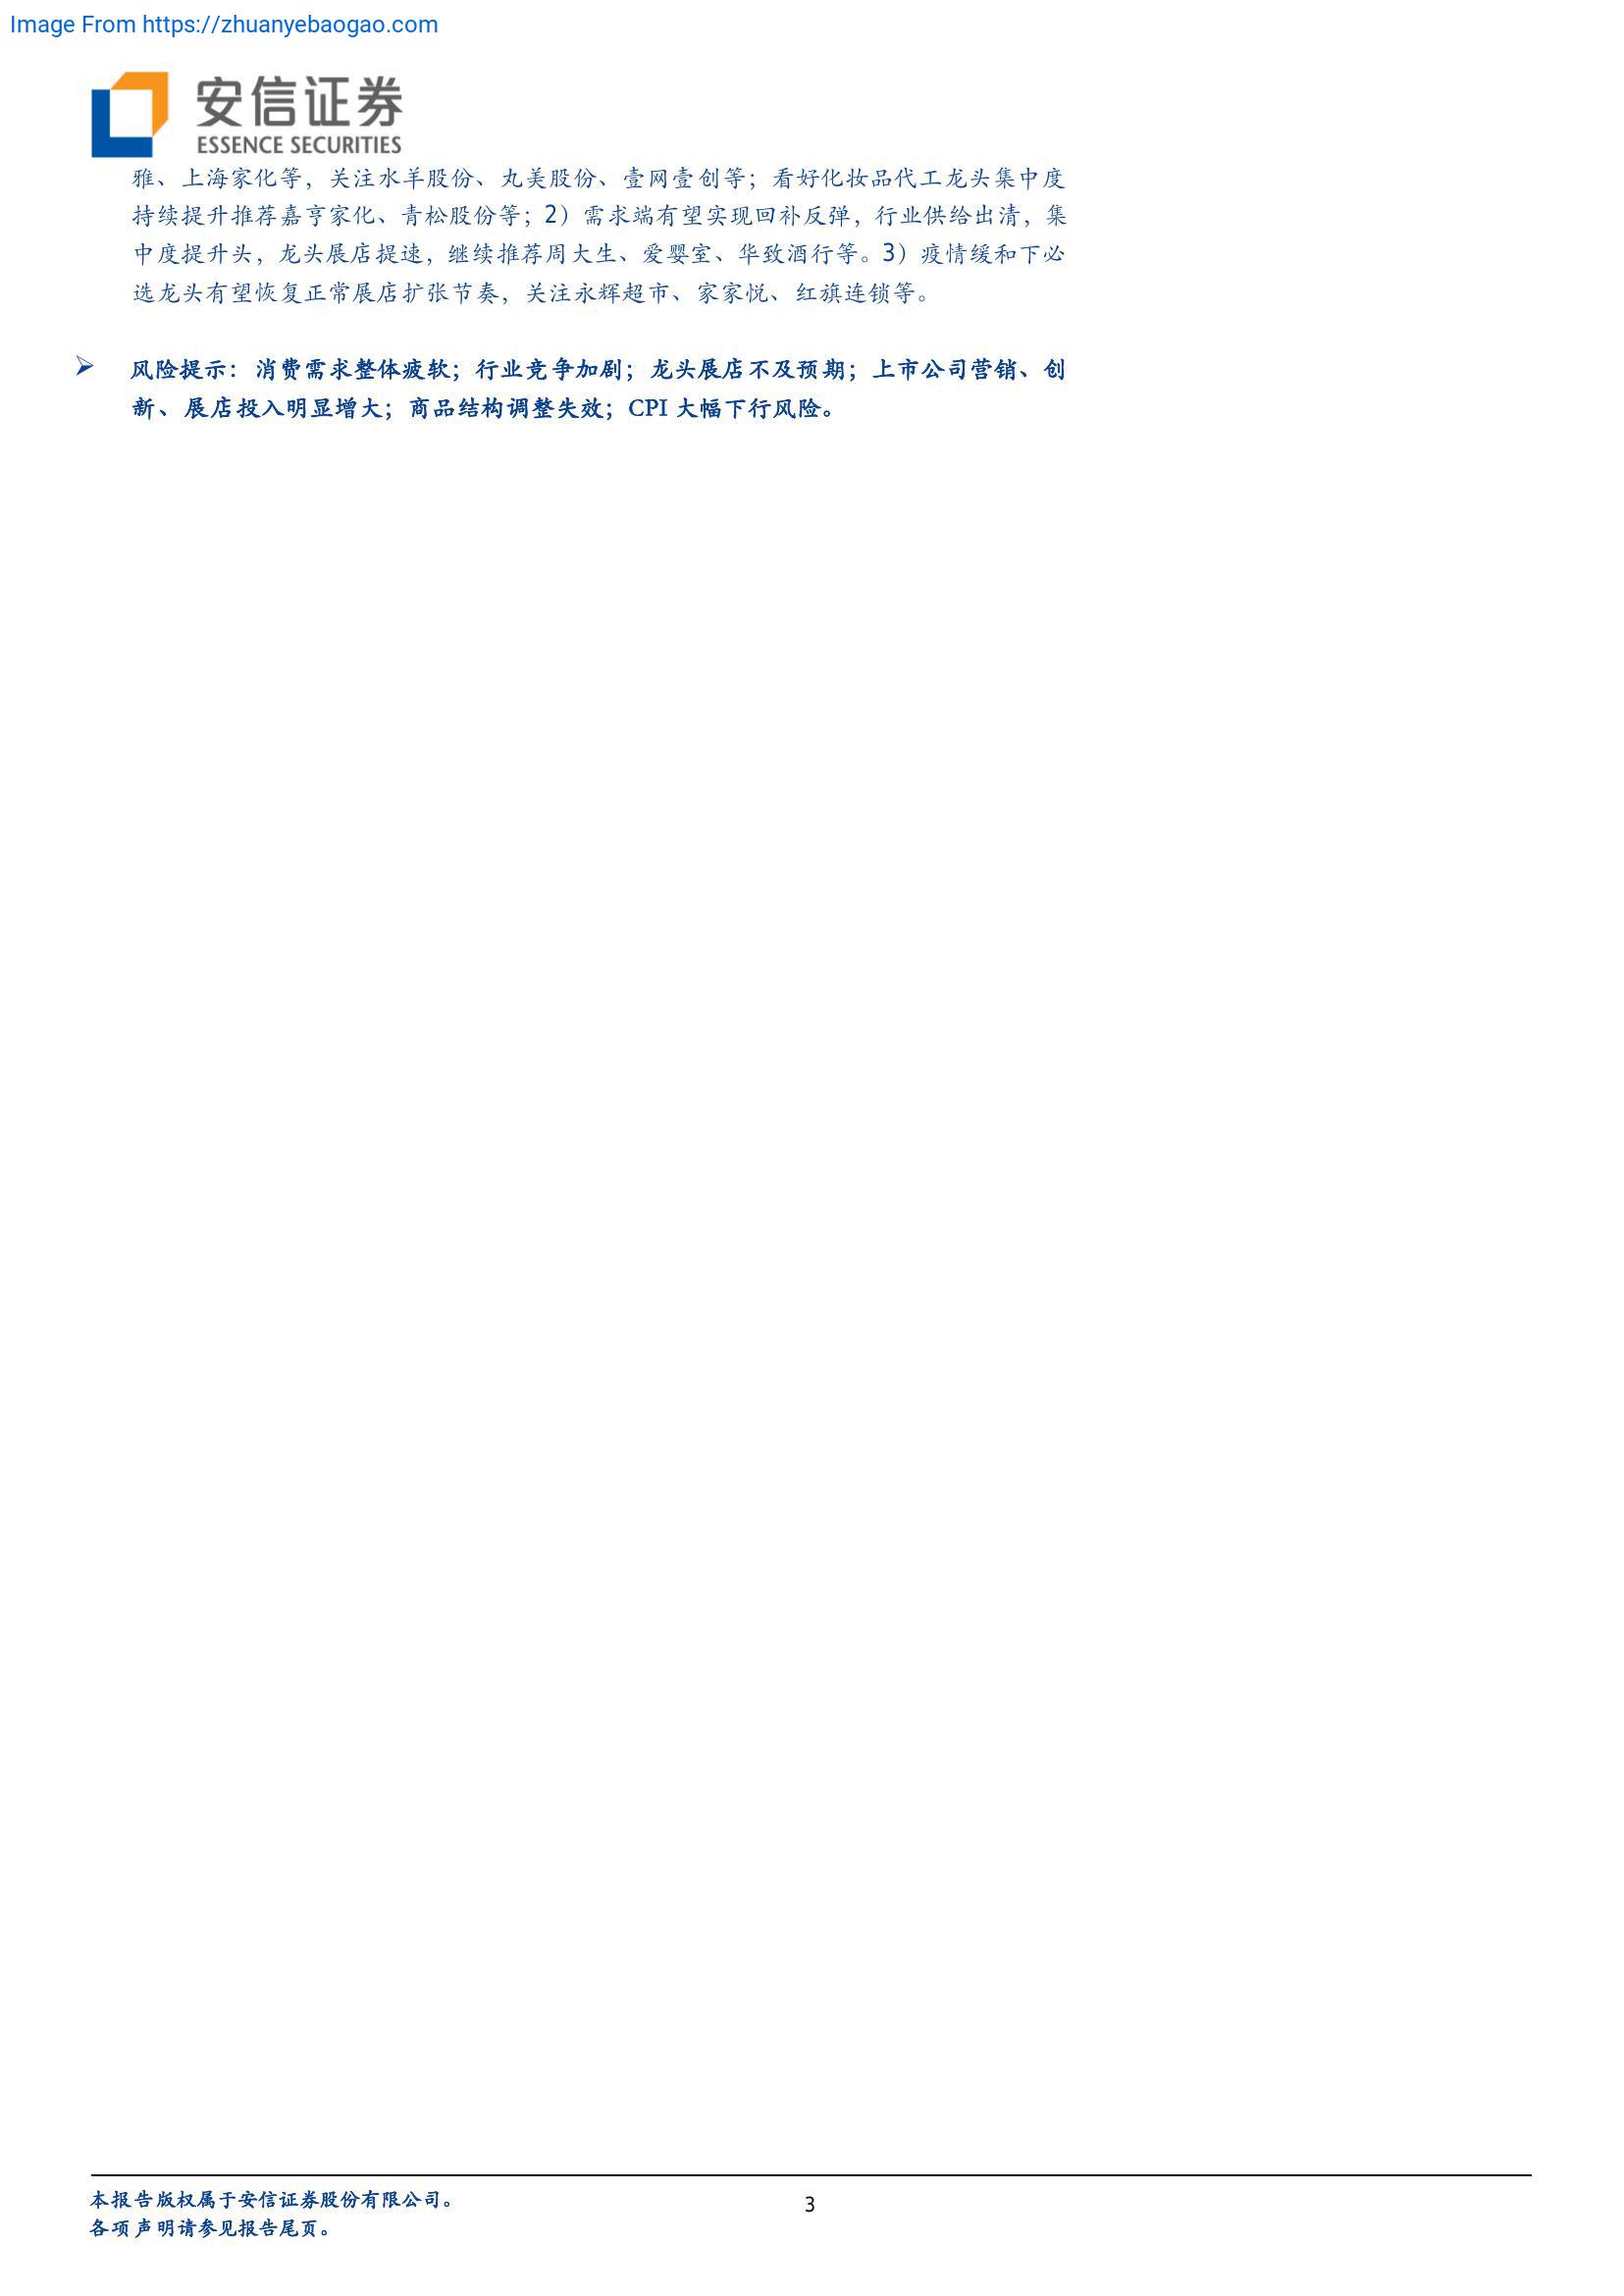 Image From https://zhuanyebaogao.com
安信证券
ESSENCE SECURITIES
雅、上海家化等，关注水羊股份、丸美股份、壹网壹创等；看好化妆品代工龙头集中度
持续提升推荐嘉亨家化、青松股份等；2）需求端有望实现回补反弹，行业供给出清，集
中度提升头，龙头展店提速，继续推荐周大生、爱婴室、华致酒行等。3）疫情缓和下必
选龙头有望恢复正常展店扩张节奏，关注永辉超市、家家悦、红旗连锁等。
➢ 风险提示：消费需求整体疲软；行业竞争加剧；龙头展店不及预期；上市公司营销、创
新、展店投入明显增大；商品结构调整失效；CPI 大幅下行风险。
本报告版权属于安信证券股份有限公司。
各项声明请参见报告尾页。
3